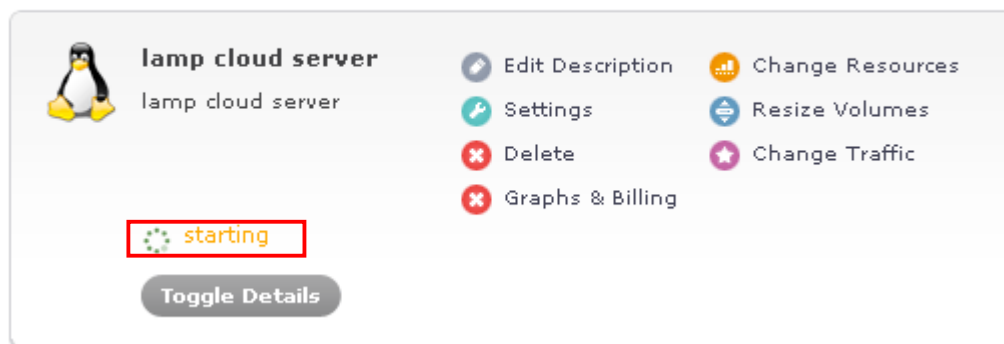 lamp cloud server
lamp cloud server
starting
Toggle Details
Edit Description
Settings
Delete
Graphs & Billing
Change Resources
Resize Volumes
Change Traffic